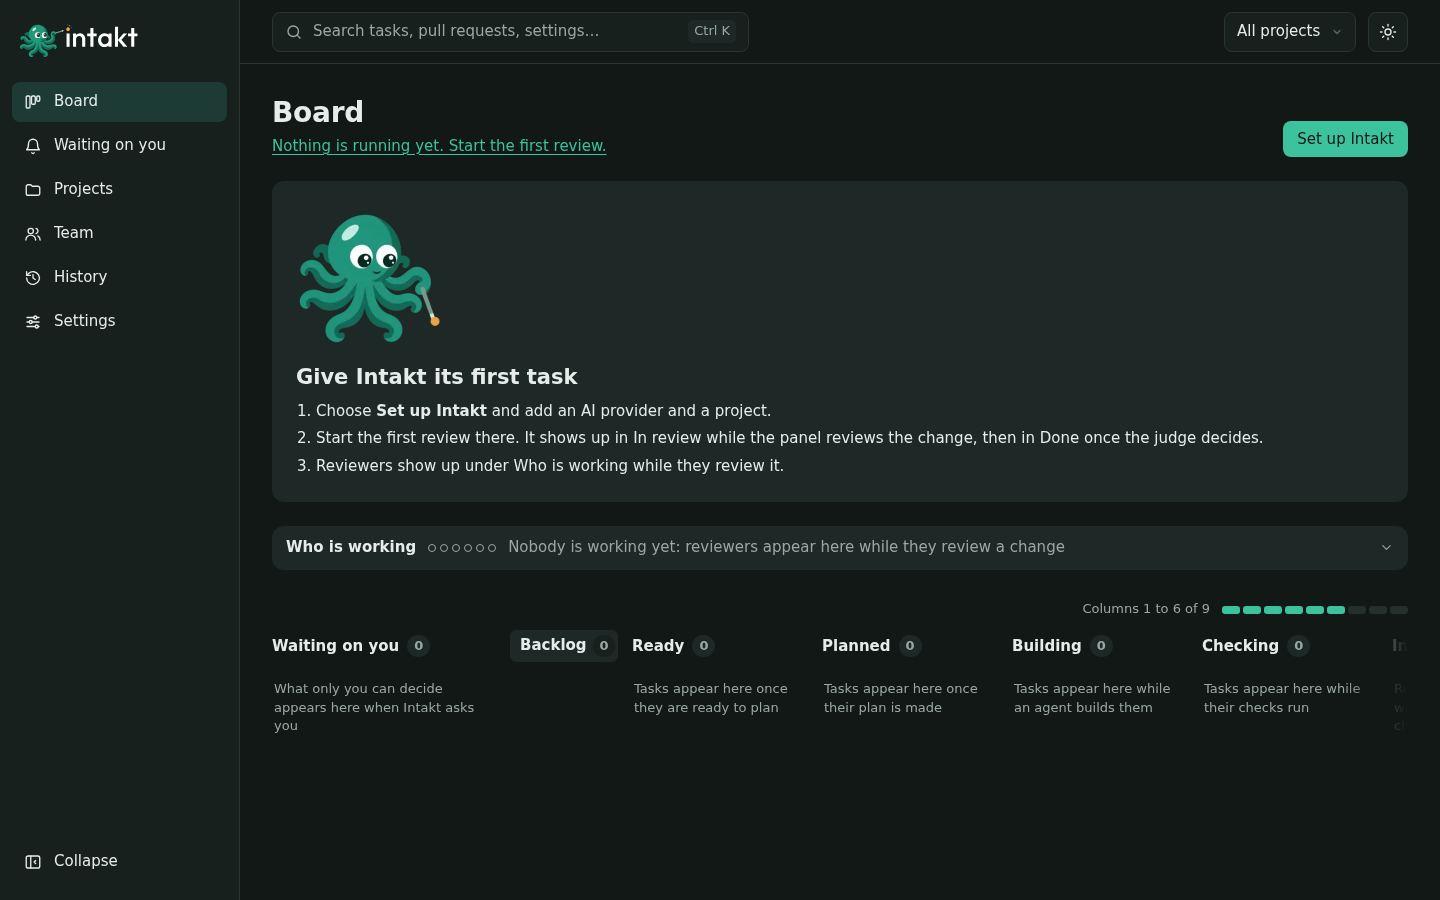 intakt
Search tasks, pull requests, settings...
Ctrl K
All projects
Board
Waiting on you
Projects
Team
History
Settings
Collapse
Board
Nothing is running yet. Start the first review.
Set up Intakt
Give Intakt its first task
1. Choose Set up Intakt and add an AI provider and a project.
2. Start the first review there. It shows up in In review while the panel reviews the change, then in Done once the judge decides.
3. Reviewers show up under Who is working while they review it.
Who is working
Nobody is working yet: reviewers appear here while they review a change
Columns 1 to 6 of 9
Waiting on you 0
What only you can decide
appears here when Intakt asks
you
Backlog 0
Ready 0
Tasks appear here once
they are ready to plan
Planned 0
Tasks appear here once
their plan is made
Building 0
Tasks appear here while
an agent builds them
Checking 0
Tasks appear here while
their checks run
In